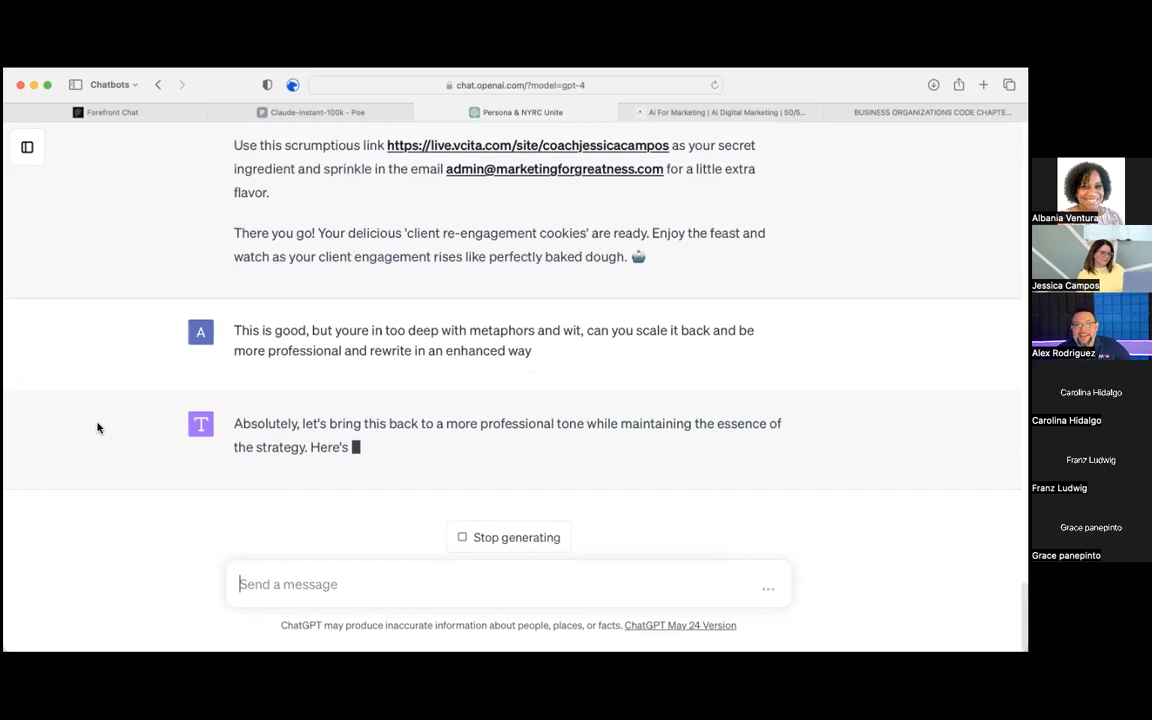 Chatbots
chat.openai.com/?model=gpt-4
Forefront Chat
Claude-instant-100k - Poe
Persona & NYRC Unite
Ai For Marketing | Ai Digital Marketing | 50/5...
BUSINESS ORGANIZATIONS CODE CHAPTE...
Use this scrumptious link https://live.vcita.com/site/coachjessicacampos as your secret
ingredient and sprinkle in the email admin@marketingforgreatness.com for a little extra
flavor.
There you go! Your delicious 'client re-engagement cookies' are ready. Enjoy the feast and
watch as your client engagement rises like perfectly baked dough.
A
This is good, but youre in too deep with metaphors and wit, can you scale it back and be
more professional and rewrite in an enhanced way
T
Absolutely, let's bring this back to a more professional tone while maintaining the essence of
the strategy. Here's
Stop generating
Send a message
...
ChatGPT may produce inaccurate information about people, places, or facts. ChatGPT May 24 Version
Albania Ventura
Jessica Campos
Alex Rodriguez
Carolina Hidalgo
Carolina Hidalgo
Franz Ludwig
Franz Ludwig
Grace panepinto
Grace panepinto